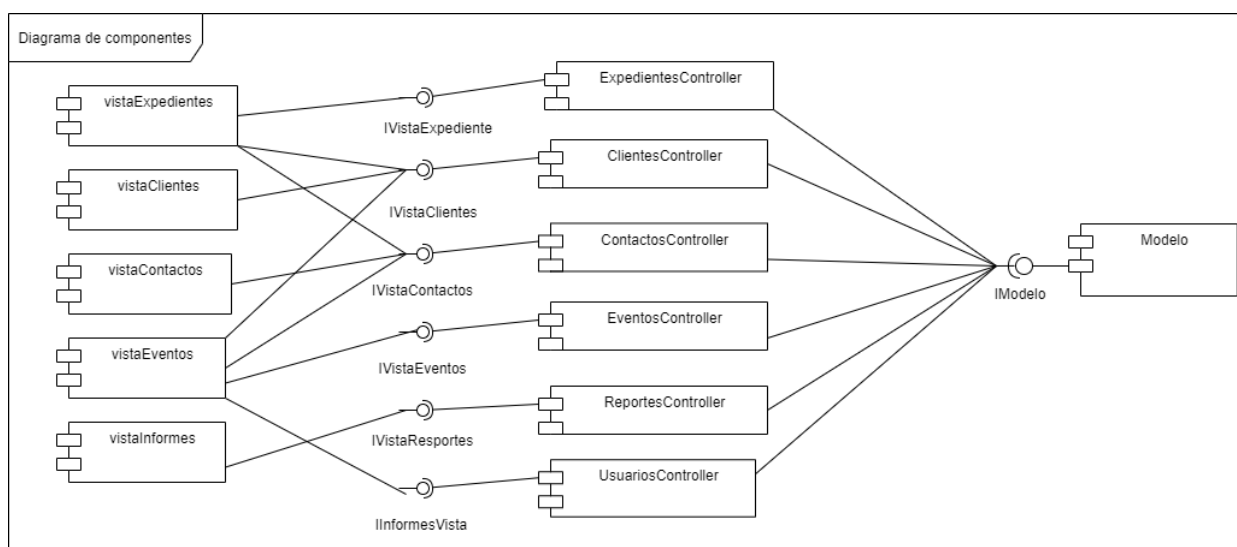 Diagrama de componentes
vistaExpedientes
IVistaExpediente
ExpedientesController
vistaClientes
IVistaClientes
ClientesController
vistaContactos
IVistaContactos
ContactosController
IModelo
Modelo
vistaEventos
IVistaEventos
EventosController
vistaInformes
IVistaResportes
ReportesController
IInformesVista
UsuariosController